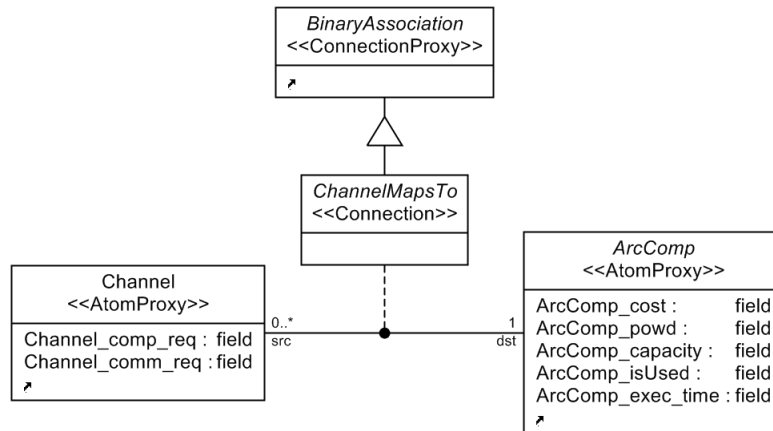 BinaryAssociation
<<ConnectionProxy>>
ChannelMapsTo
<<Connection>>
Channel
<<AtomProxy>>
Channel_comp_req : field
Channel_comm_req : field
0..*
src
1
dst
ArcComp
<<AtomProxy>>
ArcComp_cost : field
ArcComp_powd : field
ArcComp_capacity : field
ArcComp_isUsed : field
ArcComp_exec_time : field